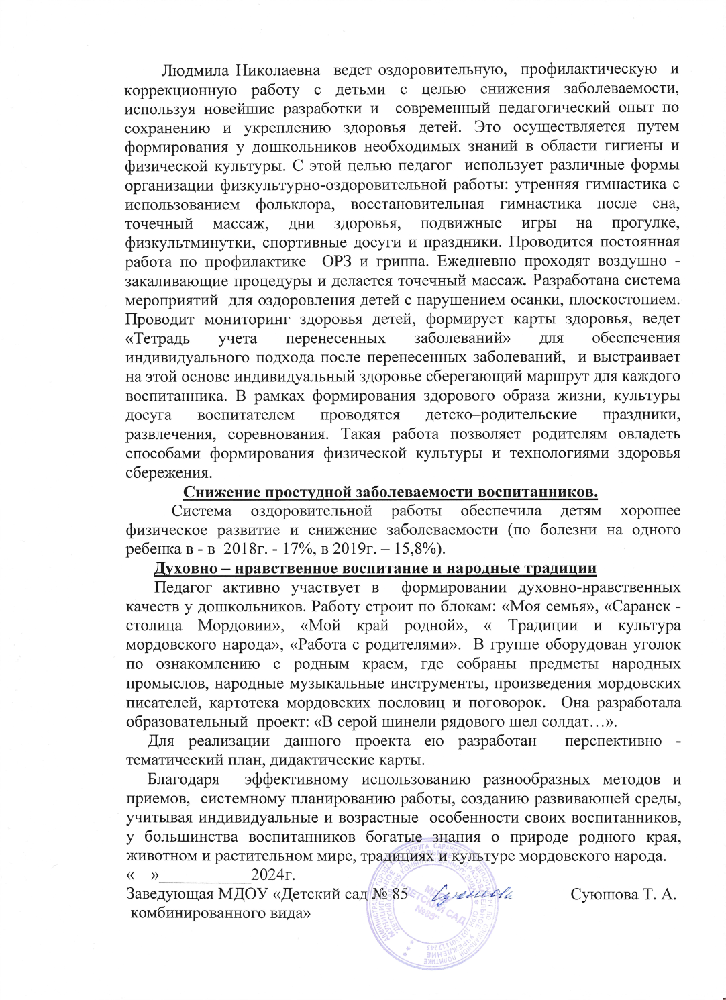 Людмила Николаевна ведет оздоровительную, профилактическую и
коррекционную работу с детьми с целью снижения заболеваемости,
используя новейшие разработки и современный педагогический опыт по
сохранению и укреплению здоровья детей. Это осуществляется путем
формирования у дошкольников необходимых знаний в области гигиены и
физической культуры. С этой целью педагог использует различные формы
организации физкультурно-оздоровительной работы: утренняя гимнастика с
использованием фольклора, восстановительная гимнастика после сна,
точечный массаж, дни здоровья, подвижные игры на прогулке,
физкультминутки, спортивные досуги и праздники. Проводится постоянная
работа по профилактике ОРЗ и гриппа. Ежедневно проходят воздушно -
закаливающие процедуры и делается точечный массаж. Разработана система
мероприятий для оздоровления детей с нарушением осанки, плоскостопием.
Проводит мониторинг здоровья детей, формирует карты здоровья, ведет
«Тетрадь учета перенесенных заболеваний» для обеспечения
индивидуального подхода после перенесенных заболеваний, и выстраивает
на этой основе индивидуальный здоровье сберегающий маршрут для каждого
воспитанника. В рамках формирования здорового образа жизни, культуры
досуга воспитателем проводятся детско–родительские праздники,
развлечения, соревнования. Такая работа позволяет родителям овладеть
способами формирования физической культуры и технологиями здоровья
сбережения.
Снижение простудной заболеваемости воспитанников.
Система оздоровительной работы обеспечила детям хорошее
физическое развитие и снижение заболеваемости (по болезни на одного
ребенка в - в 2018г. - 17%, в 2019г. – 15,8%).
Духовно – нравственное воспитание и народные традиции
Педагог активно участвует в формировании духовно-нравственных
качеств у дошкольников. Работу строит по блокам: «Моя семья», «Саранск -
столица Мордовии», «Мой край родной», « Традиции и культура
мордовского народа», «Работа с родителями». В группе оборудован уголок
по ознакомлению с родным краем, где собраны предметы народных
промыслов, народные музыкальные инструменты, произведения мордовских
писателей, картотека мордовских пословиц и поговорок. Она разработала
образовательный проект: «В серой шинели рядового шел солдат…».
Для реализации данного проекта ею разработан перспективно -
тематический план, дидактические карты.
Благодаря эффективному использованию разнообразных методов и
приемов, системному планированию работы, созданию развивающей среды,
учитывая индивидуальные и возрастные особенности своих воспитанников,
у большинства воспитанников богатые знания о природе родного края,
животном и растительном мире, традициях и культуре мордовского народа.
« »___________2024г.
Заведующая МДОУ «Детский сад № 85 Суюшова Суюшова Т. А.
комбинированного вида»
"ДЕТСКИЙ САД
№85"